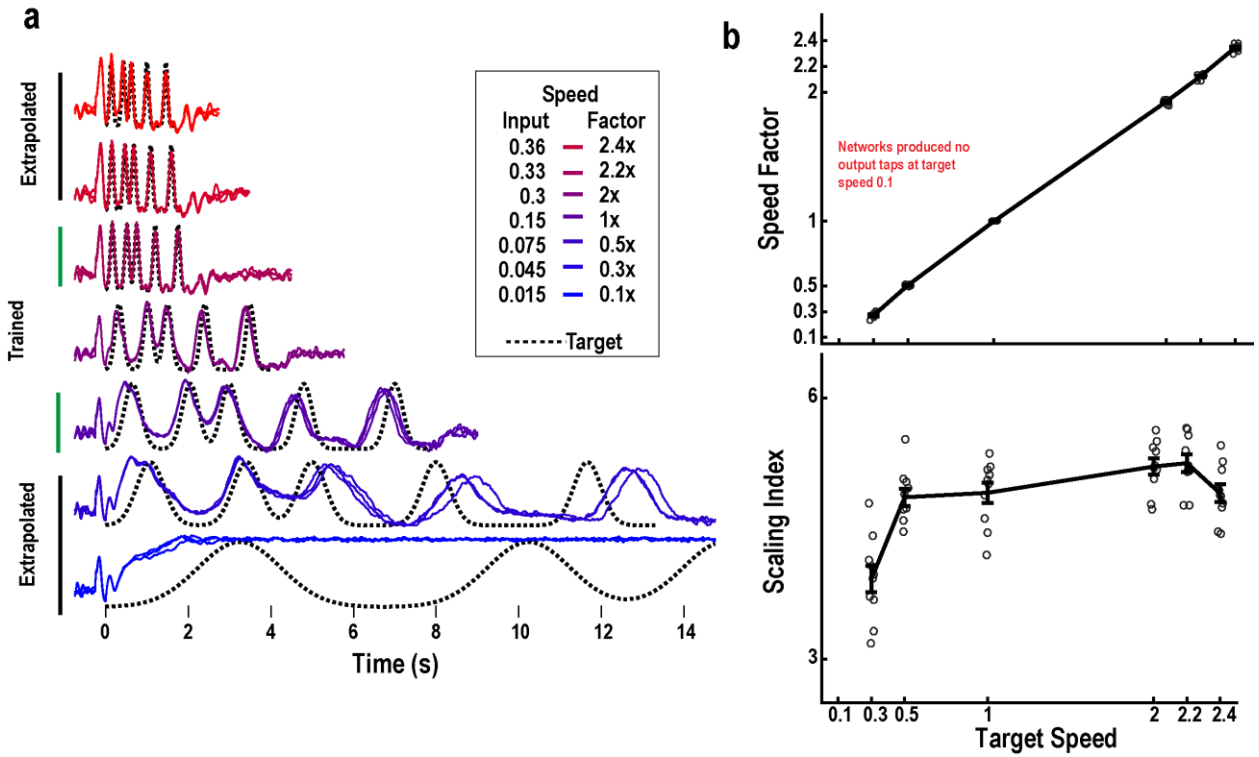 a
Extrapolated
Trained
Extrapolated
Speed
Input Factor
0.36 2.4x
0.33 2.2x
0.3 2x
0.15 1x
0.075 0.5x
0.045 0.3x
0.015 0.1x
Target
0 2 4 6 8 10 12 14
Time (s)
b
Speed Factor
2.4
2.2
2
1
0.5
0.3
0.1
Networks produced no
output taps at target
speed 0.1
Scaling Index
6
3
0.1 0.3 0.5 1 2 2.2 2.4
Target Speed